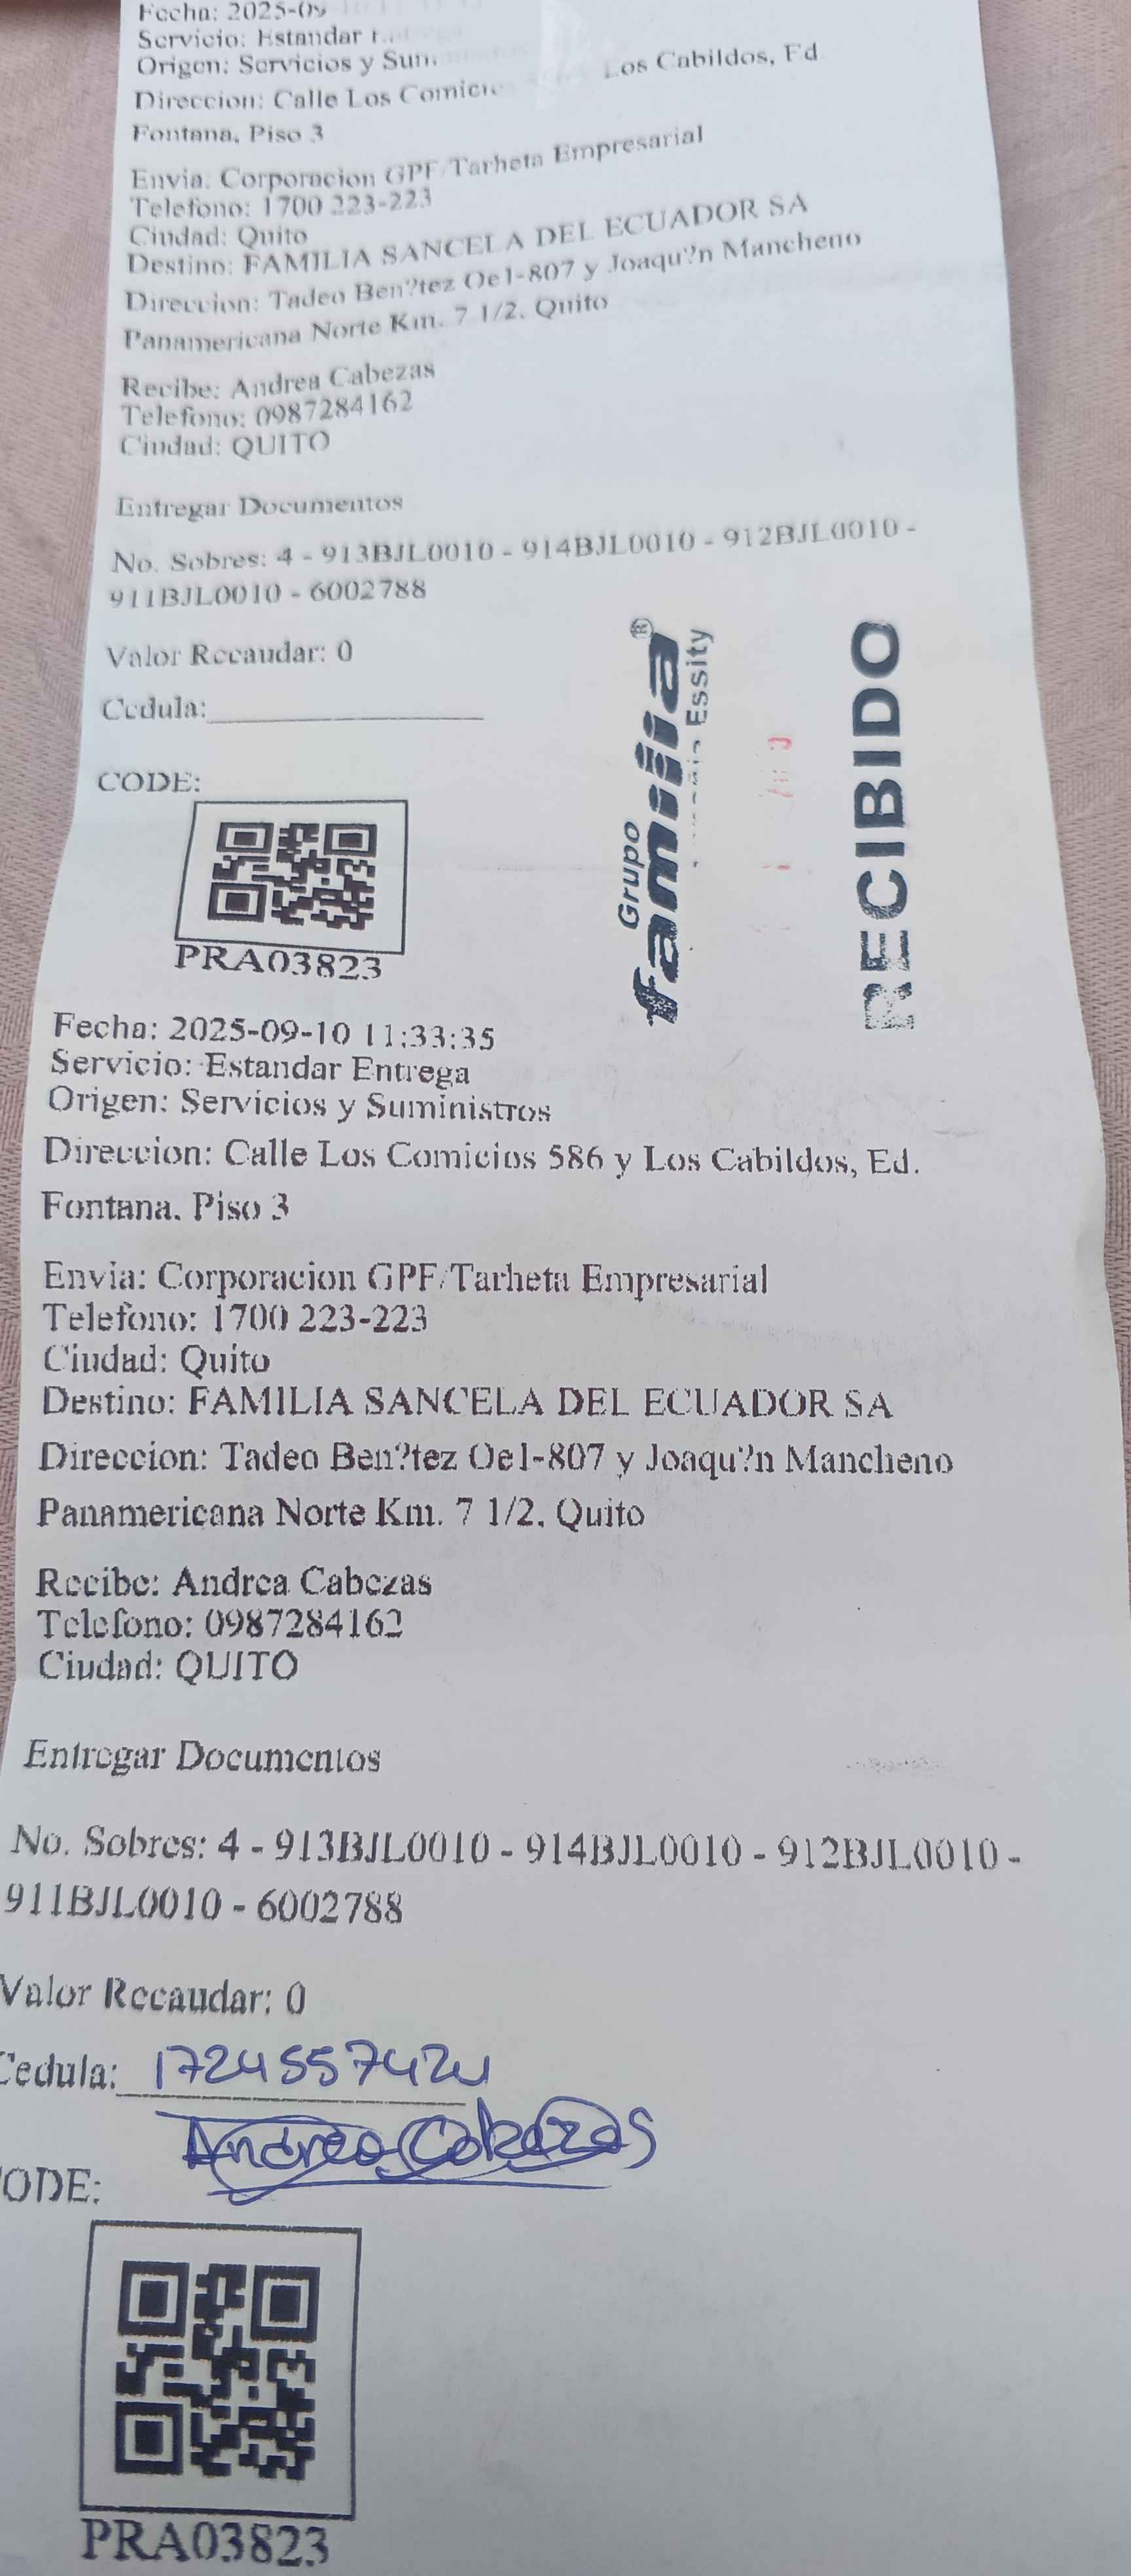 Fecha: 2025-09
Servicio: Estandar
Origen: Servicios y
Direccion: Calle Los Los Cabildos, Ed
Fontana, Piso 3
Envia. Corporacion GPF/Tarheta Empresarial
Telefono: 1700 223-223
Ciudad: Quito
Destino: FAMILIA SANCELA DEL ECUADOR SA
Direccion: Tadeo Ben?tez Oe1-807 y Joaqu?n Mancheno
Panamericana Norte Km. 7 1/2, Quito
Recibe: Andrea Cabezas
Telefono: 0987284162
Ciudad: QUITO
Entregar Documentos
No. Sobres: 4 - 913BJL0010 - 914BJL0010 - 912BJL0010 -
911BJL0010 - 6002788
Valor Recaudar: 0
Cedula:
CODE:
PRA03823
Grupo
familia®
Essity
RECIBIDO
Fecha: 2025-09-10 11:33:35
Servicio: Estandar Entrega
Origen: Servicios y Suministros
Direccion: Calle Los Comicios 586 y Los Cabildos, Ed.
Fontana, Piso 3
Envia: Corporacion GPF/Tarheta Empresarial
Telefono: 1700 223-223
Ciudad: Quito
Destino: FAMILIA SANCELA DEL ECUADOR SA
Direccion: Tadeo Ben?tez Oe1-807 y Joaqu?n Mancheno
Panamericana Norte Km. 7 1/2, Quito
Recibe: Andrea Cabezas
Telefono: 0987284162
Ciudad: QUITO
Entregar Documentos
No. Sobres: 4 - 913BJL0010 - 914BJL0010 - 912BJL0010 -
911BJL0010 - 6002788
Valor Recaudar: 0
Cedula: 1724557424
Andrea Cabezas
ODE:
PRA03823